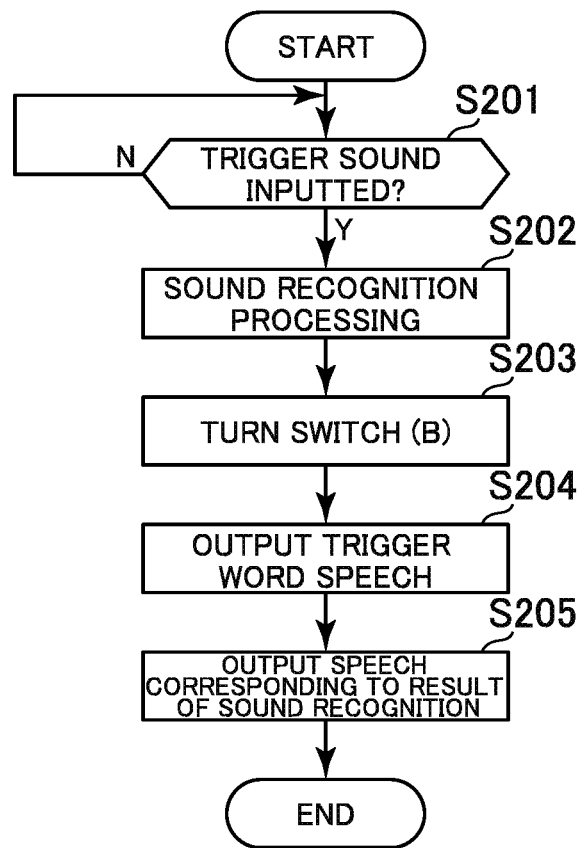 START
S201
N
TRIGGER SOUND
INPUTTED?
Y
S202
SOUND RECOGNITION
PROCESSING
S203
TURN SWITCH (B)
S204
OUTPUT TRIGGER
WORD SPEECH
S205
OUTPUT SPEECH
CORRESPONDING TO RESULT
OF SOUND RECOGNITION
END